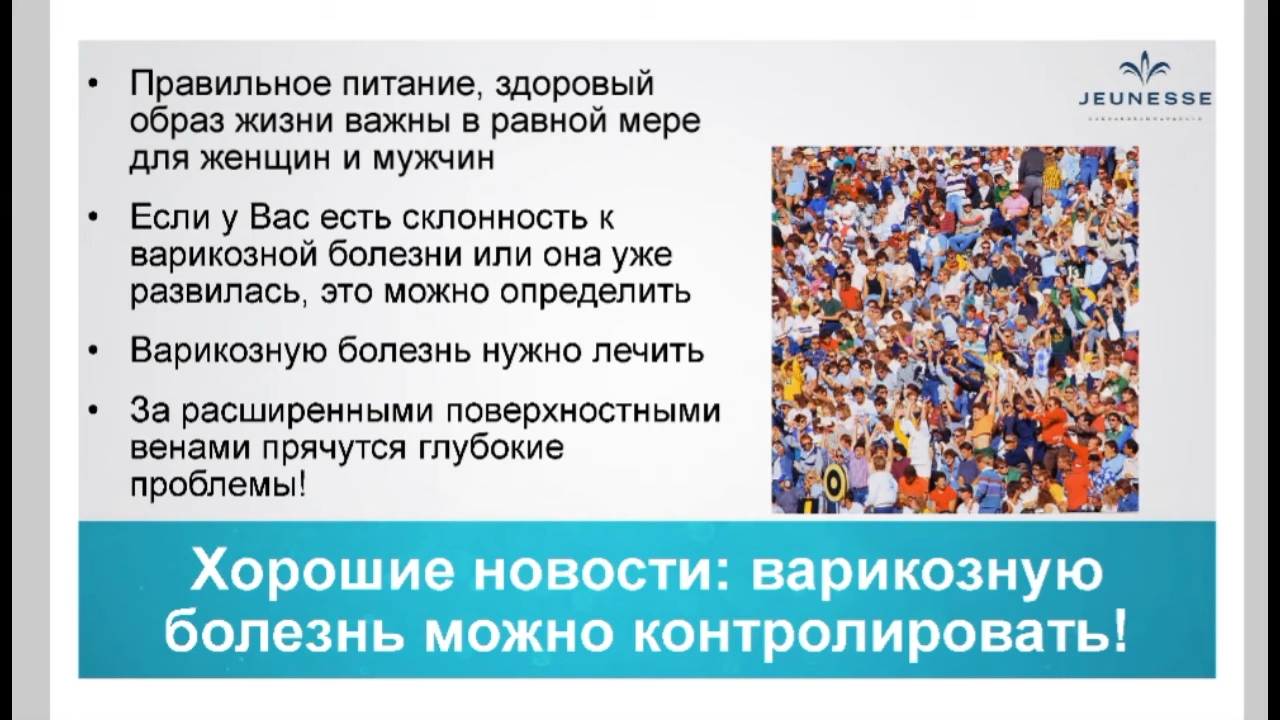 • Правильное питание, здоровый
образ жизни важны в равной мере
для женщин и мужчин
• Если у Вас есть склонность к
варикозной болезни или она уже
развилась, это можно определить
• Варикозную болезнь нужно лечить
• За расширенными поверхностными
венами прячутся глубокие
проблемы!
JEUNESSE
Хорошие новости: варикозную
болезнь можно контролировать!